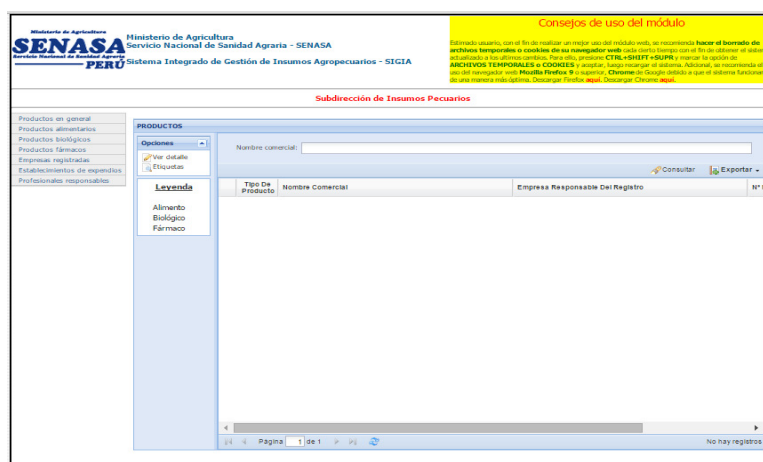 Ministerio de Agricultura
SENASA
Servicio Nacional de Sanidad Agraria
PERÚ
Ministerio de Agricultura
Servicio Nacional de Sanidad Agraria - SENASA
Sistema Integrado de Gestión de Insumos Agropecuarios - SIGIA
Consejos de uso del módulo
Estimado usuario, con el fin de realizar un mejor uso del módulo web, se recomienda hacer el borrado de
archivos temporales o cookies de su navegador web cada cierto tiempo con el fin de obtener el sistem
actualizado a los ultimos cambios. Para ello, presione CTRL+SHIFT+SUPR y marcar la opción de
ARCHIVOS TEMPORALES o COOKIES y aceptar, luego recargar el sistema. Adicional, se recomienda el
uso del navegador web Mozilla Firefox 9 o superior, Chrome de Google debido a que el sistema funcionar
de una manera más óptima. Descargar Firefox aquí. Descargar Chrome aquí.
Subdirección de Insumos Pecuarios
Productos en general
Productos alimentarios
Productos biológicos
Productos fármacos
Empresas registradas
Establecimientos de expendios
Profesionales responsables
PRODUCTOS
Opciones
Ver detalle
Etiquetas
Leyenda
Alimento
Biológico
Fármaco
Nombre comercial:
Consultar Exportar
Tipo De Producto Nombre Comercial Empresa Responsable Del Registro N°
Página 1 de 1 No hay registros